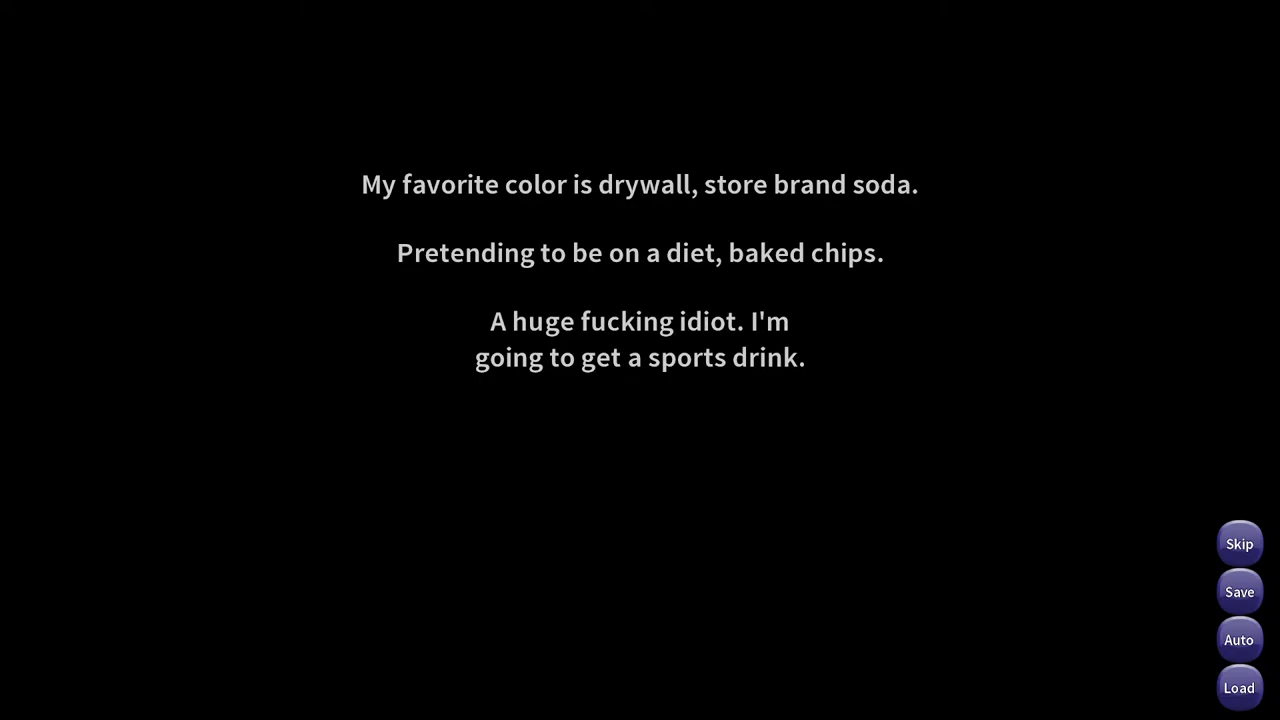 My favorite color is drywall, store brand soda.
Pretending to be on a diet, baked chips.
A huge fucking idiot. I'm
going to get a sports drink.
Skip
Save
Auto
Load